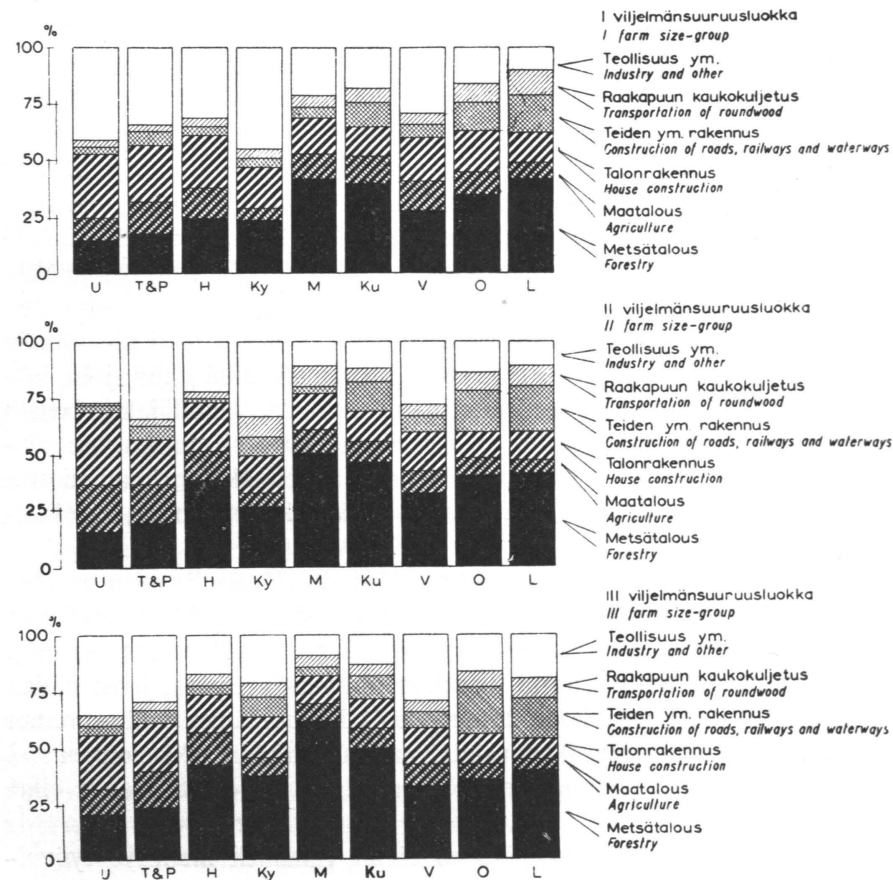 %
100
75
50
25
0
U T&P H Ky M Ku V O L
I viljelmänsuuruusluokka
I farm size-group
Teollisuus ym.
Industry and other
Raakapuun kaukokuljetus
Transportation of roundwood
Teiden ym. rakennus
Construction of roads, railways and waterways
Talonrakennus
House construction
Maatalous
Agriculture
Metsätalous
Forestry
%
100
75
50
25
0
U T&P H Ky M Ku V O L
II viljelmänsuuruusluokka
II farm size-group
Teollisuus ym.
Industry and other
Raakapuun kaukokuljetus
Transportation of roundwood
Teiden ym. rakennus
Construction of roads, railways and waterways
Talonrakennus
House construction
Maatalous
Agriculture
Metsätalous
Forestry
%
100
75
50
25
0
U T&P H Ky M Ku V O L
III viljelmänsuuruusluokka
III farm size-group
Teollisuus ym.
Industry and other
Raakapuun kaukokuljetus
Transportation of roundwood
Teiden ym. rakennus
Construction of roads, railways and waterways
Talonrakennus
House construction
Maatalous
Agriculture
Metsätalous
Forestry